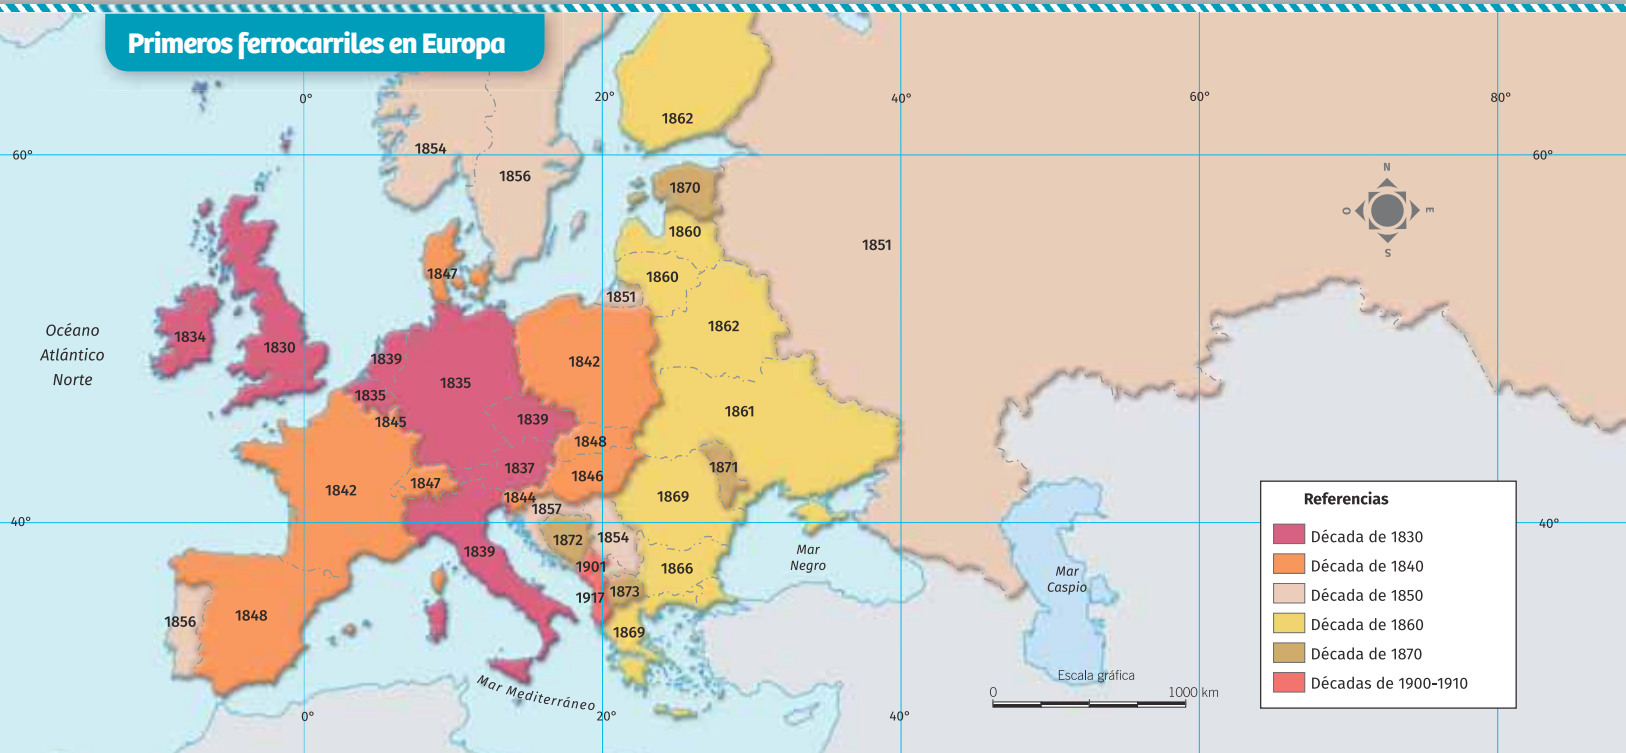 Primeros ferrocarriles en Europa
0°
20°
40°
60°
80°
60°
60°
N
O
E
S
1862
1854
1856
1870
1860
1851
1847
1860
1851
1862
Océano
Atlántico
Norte
1834
1830
1839
1835
1842
1835
1845
1839
1861
1848
1837
1846
1871
1842
1847
1844
1857
1869
40°
40°
1872
1854
1839
1901
1866
Mar
Negro
Mar
Caspio
1917
1873
1856
1848
1869
Mar Mediterráneo
0°
20°
40°
Escala gráfica
0
1000 km
Referencias
Década de 1830
Década de 1840
Década de 1850
Década de 1860
Década de 1870
Décadas de 1900-1910